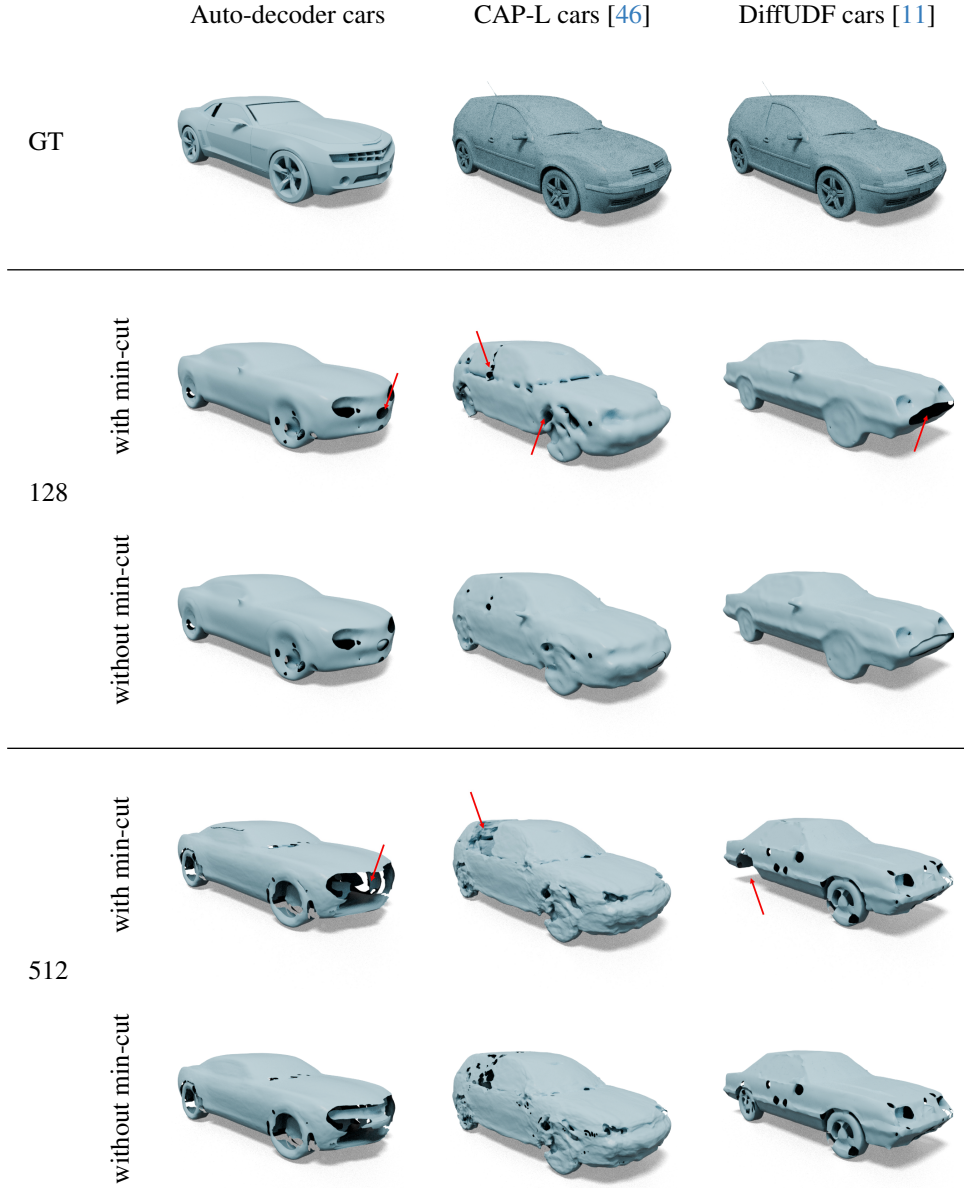 Auto-decoder cars CAP-L cars [46] DiffUDF cars [11]
GT
with min-cut
128
without min-cut
with min-cut
512
without min-cut